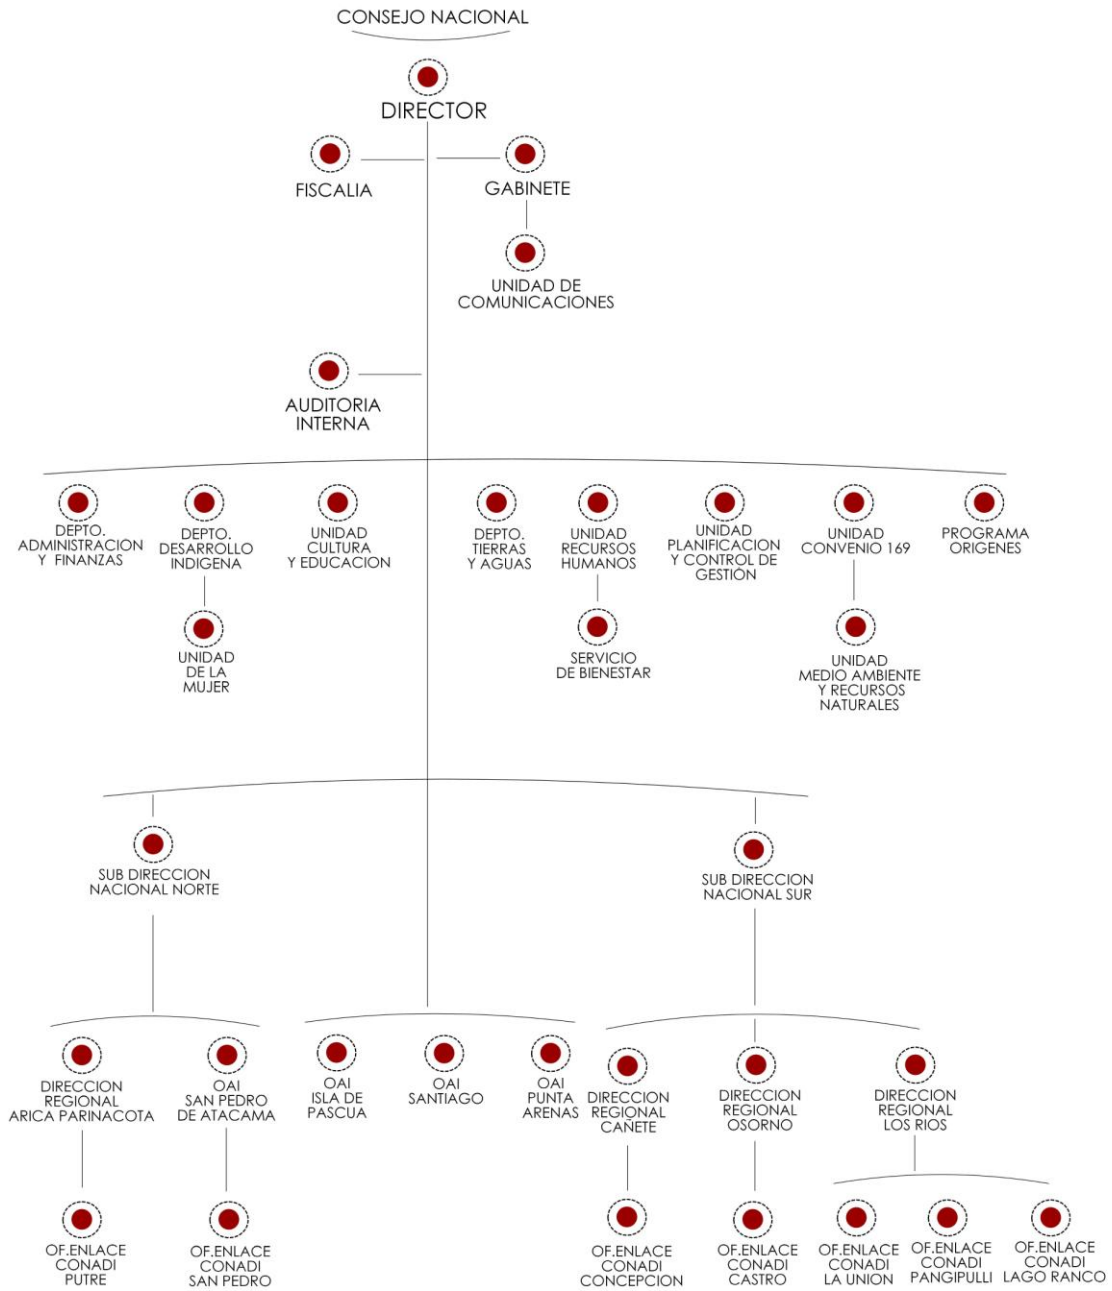 CONSEJO NACIONAL
DIRECTOR
FISCALIA
GABINETE
UNIDAD DE
COMUNICACIONES
AUDITORIA
INTERNA
DEPTO.
ADMINISTRACION
Y FINANZAS
DEPTO.
DESARROLLO
INDIGENA
UNIDAD
CULTURA
Y EDUCACION
DEPTO.
TIERRAS
Y AGUAS
UNIDAD
RECURSOS
HUMANOS
UNIDAD
PLANIFICACION
Y CONTROL DE
GESTIÓN
UNIDAD
CONVENIO 169
PROGRAMA
ORIGENES
UNIDAD
DE LA
MUJER
SERVICIO
DE BIENESTAR
UNIDAD
MEDIO AMBIENTE
Y RECURSOS
NATURALES
SUB DIRECCION
NACIONAL NORTE
SUB DIRECCION
NACIONAL SUR
DIRECCION
REGIONAL
ARICA PARINACOTA
OAI
SAN PEDRO
DE ATACAMA
OAI
ISLA DE
PASCUA
OAI
SANTIAGO
OAI
PUNTA
ARENAS
DIRECCION
REGIONAL
CAÑETE
DIRECCION
REGIONAL
OSORNO
DIRECCION
REGIONAL
LOS RIOS
OF.ENLACE
CONADI
PUTRE
OF.ENLACE
CONADI
SAN PEDRO
OF.ENLACE
CONADI
CONCEPCION
OF.ENLACE
CONADI
CASTRO
OF.ENLACE
CONADI
LA UNION
OF.ENLACE
CONADI
PANGIPULLI
OF.ENLACE
CONADI
LAGO RANCO